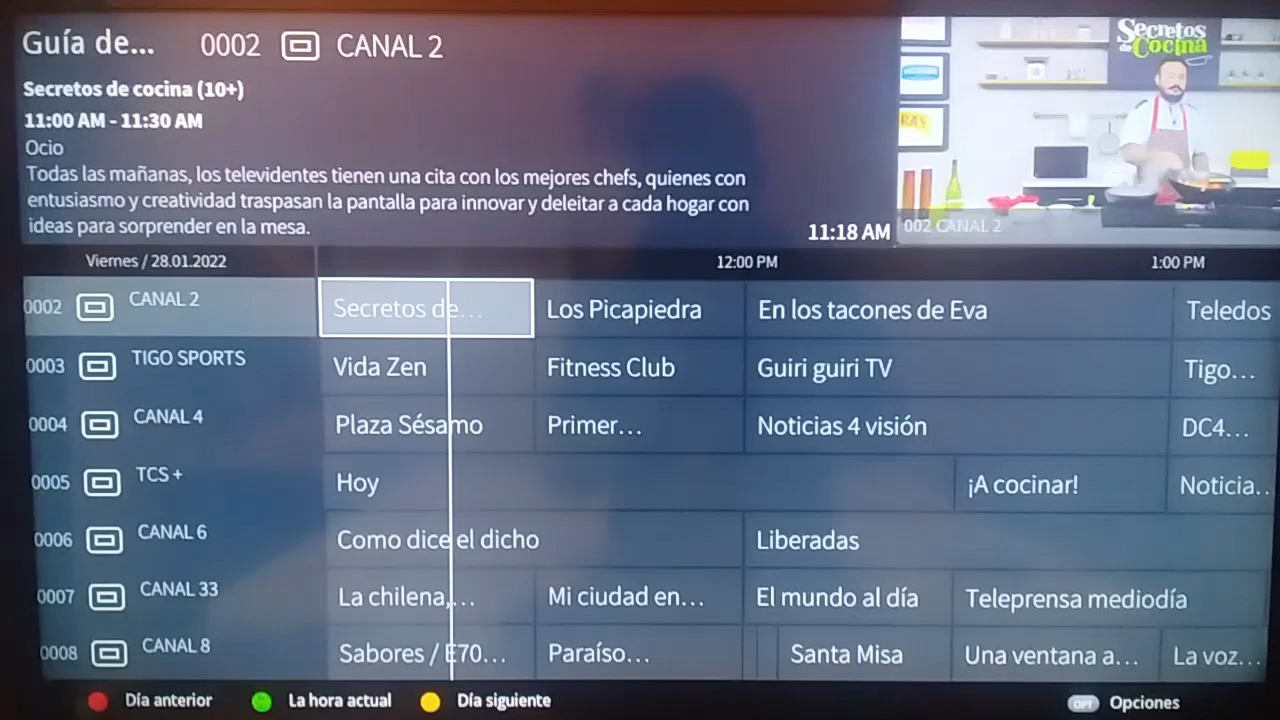 Guía de... 0002 CANAL 2
Secretos de cocina (10+)
11:00 AM - 11:30 AM
Ocio
Todas las mañanas, los televidentes tienen una cita con los mejores chefs, quienes con
entusiasmo y creatividad traspasan la pantalla para innovar y deleitar a cada hogar con
ideas para sorprender en la mesa.
11:18 AM
Secretos
de Cocina
RAS
002 CANAL 2
Viernes / 28.01.2022 12:00 PM 1:00 PM
0002 CANAL 2 Secretos de... Los Picapiedra En los tacones de Eva Teledos
0003 TIGO SPORTS Vida Zen Fitness Club Guiri guiri TV Tigo...
0004 CANAL 4 Plaza Sésamo Primer... Noticias 4 visión DC4...
0005 TCS + Hoy ¡A cocinar! Noticia..
0006 CANAL 6 Como dice el dicho Liberadas
0007 CANAL 33 La chilena,... Mi ciudad en... El mundo al día Teleprensa mediodía
0008 CANAL 8 Sabores / E70... Paraíso... Santa Misa Una ventana a... La voz...
Día anterior La hora actual Día siguiente OPT Opciones